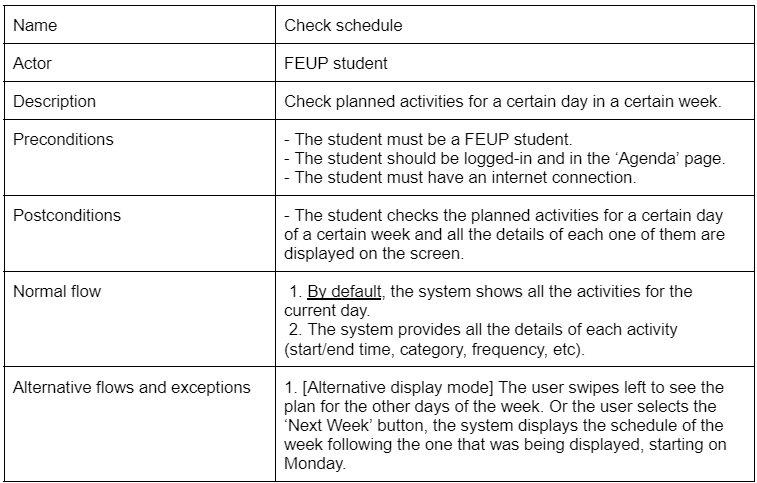 Name
Check schedule
Actor
FEUP student
Description
Check planned activities for a certain day in a certain week.
Preconditions
- The student must be a FEUP student.
- The student should be logged-in and in the ‘Agenda’ page.
- The student must have an internet connection.
Postconditions
- The student checks the planned activities for a certain day
of a certain week and all the details of each one of them are
displayed on the screen.
Normal flow
1. By default, the system shows all the activities for the
current day.
2. The system provides all the details of each activity
(start/end time, category, frequency, etc).
Alternative flows and exceptions
1. [Alternative display mode] The user swipes left to see the
plan for the other days of the week. Or the user selects the
‘Next Week’ button, the system displays the schedule of the
week following the one that was being displayed, starting on
Monday.